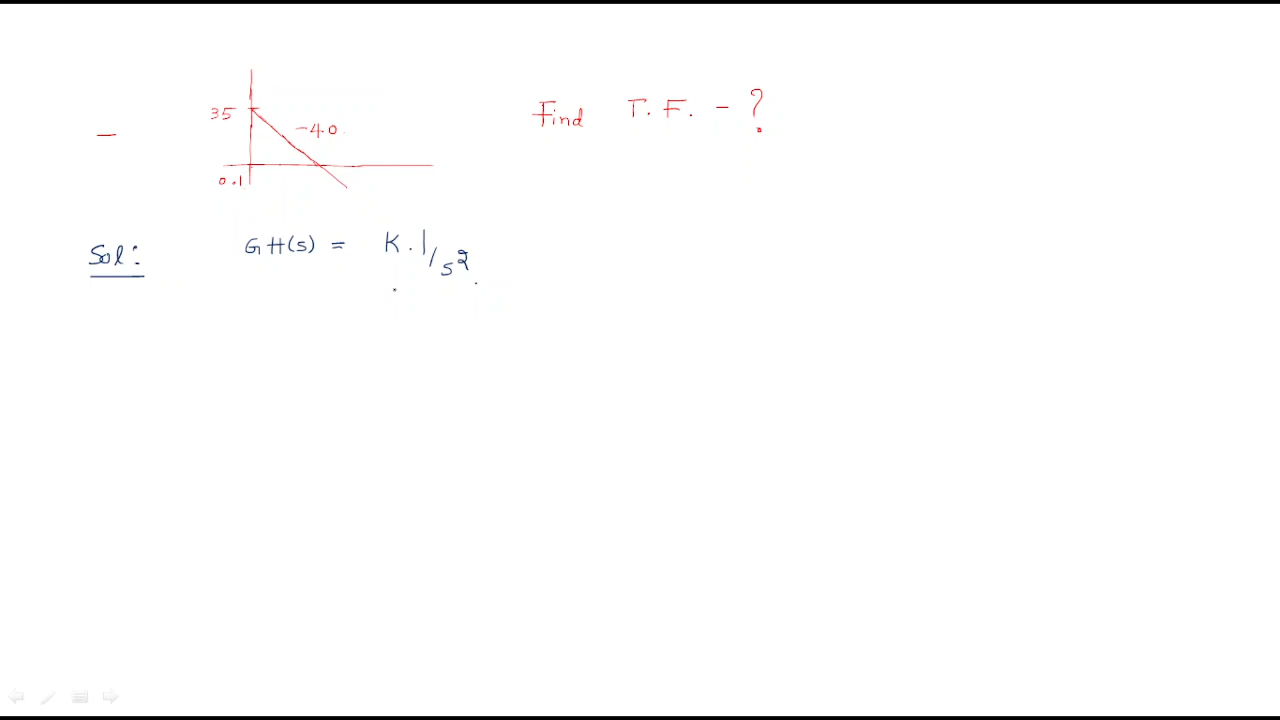 35
-40
0.1
Find T.F. - ?
Sol:
GH(s) = K. 1/s²